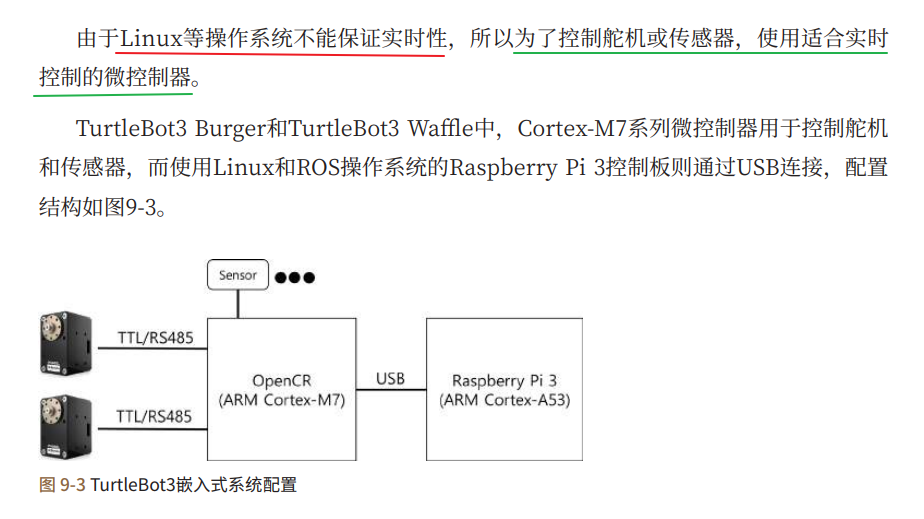 由于Linux等操作系统不能保证实时性，所以为了控制舵机或传感器，使用适合实时
控制的微控制器。
TurtleBot3 Burger和TurtleBot3 Waffle中，Cortex-M7系列微控制器用于控制舵机
和传感器，而使用Linux和ROS操作系统的Raspberry Pi 3控制板则通过USB连接，配置
结构如图9-3。
Sensor
TTL/RS485
OpenCR
(ARM Cortex-M7)
USB
Raspberry Pi 3
(ARM Cortex-A53)
TTL/RS485
图 9-3 TurtleBot3嵌入式系统配置